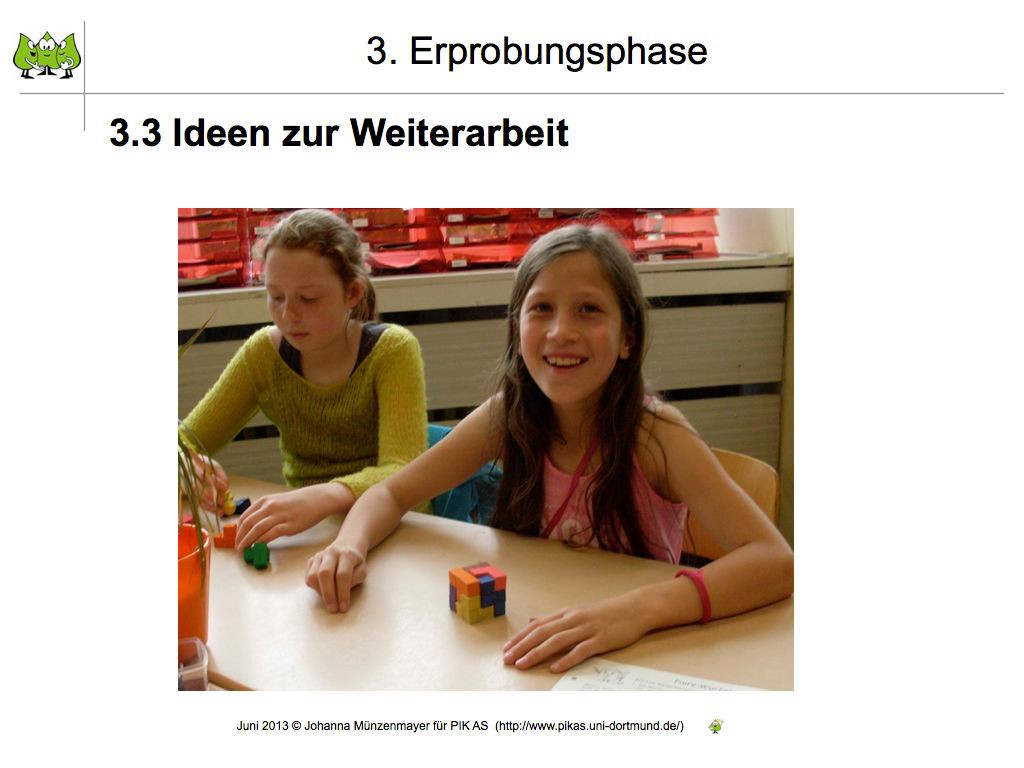 3. Erprobungsphase
3.3 Ideen zur Weiterarbeit
Juni 2013 © Johanna Münzenmayer für PIK AS (http://www.pikas.uni-dortmund.de/)